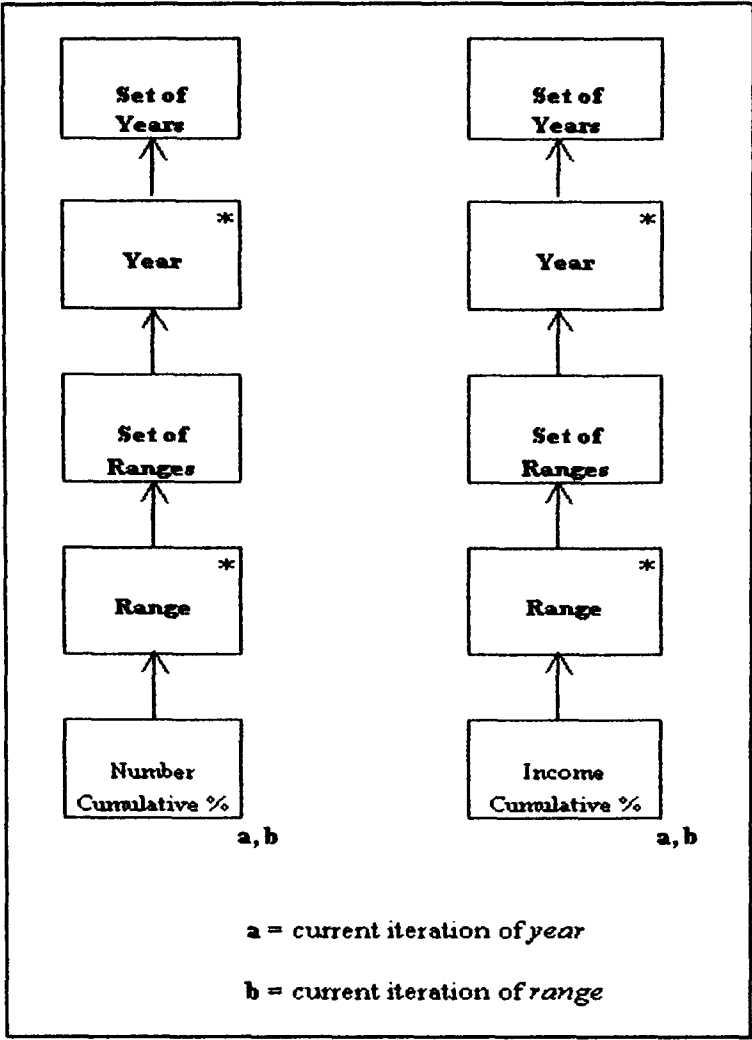 Set of
Years
*
Year
Set of
Ranges
*
Range
Number
Cumulative %
a, b
Set of
Years
*
Year
Set of
Ranges
*
Range
Income
Cumulative %
a, b
a = current iteration of year
b = current iteration of range